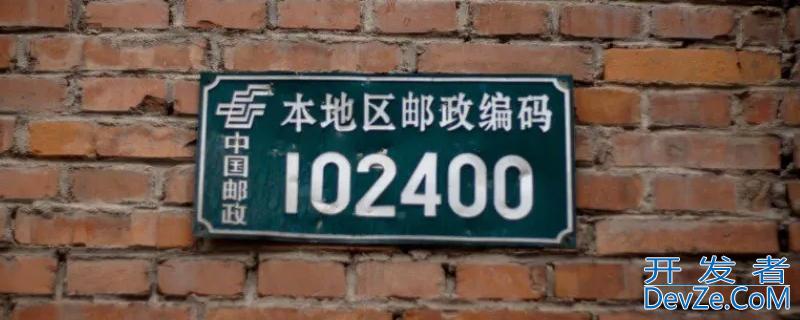 本地区邮政编码
102400
中国邮政
开发者
DevZe.CoM